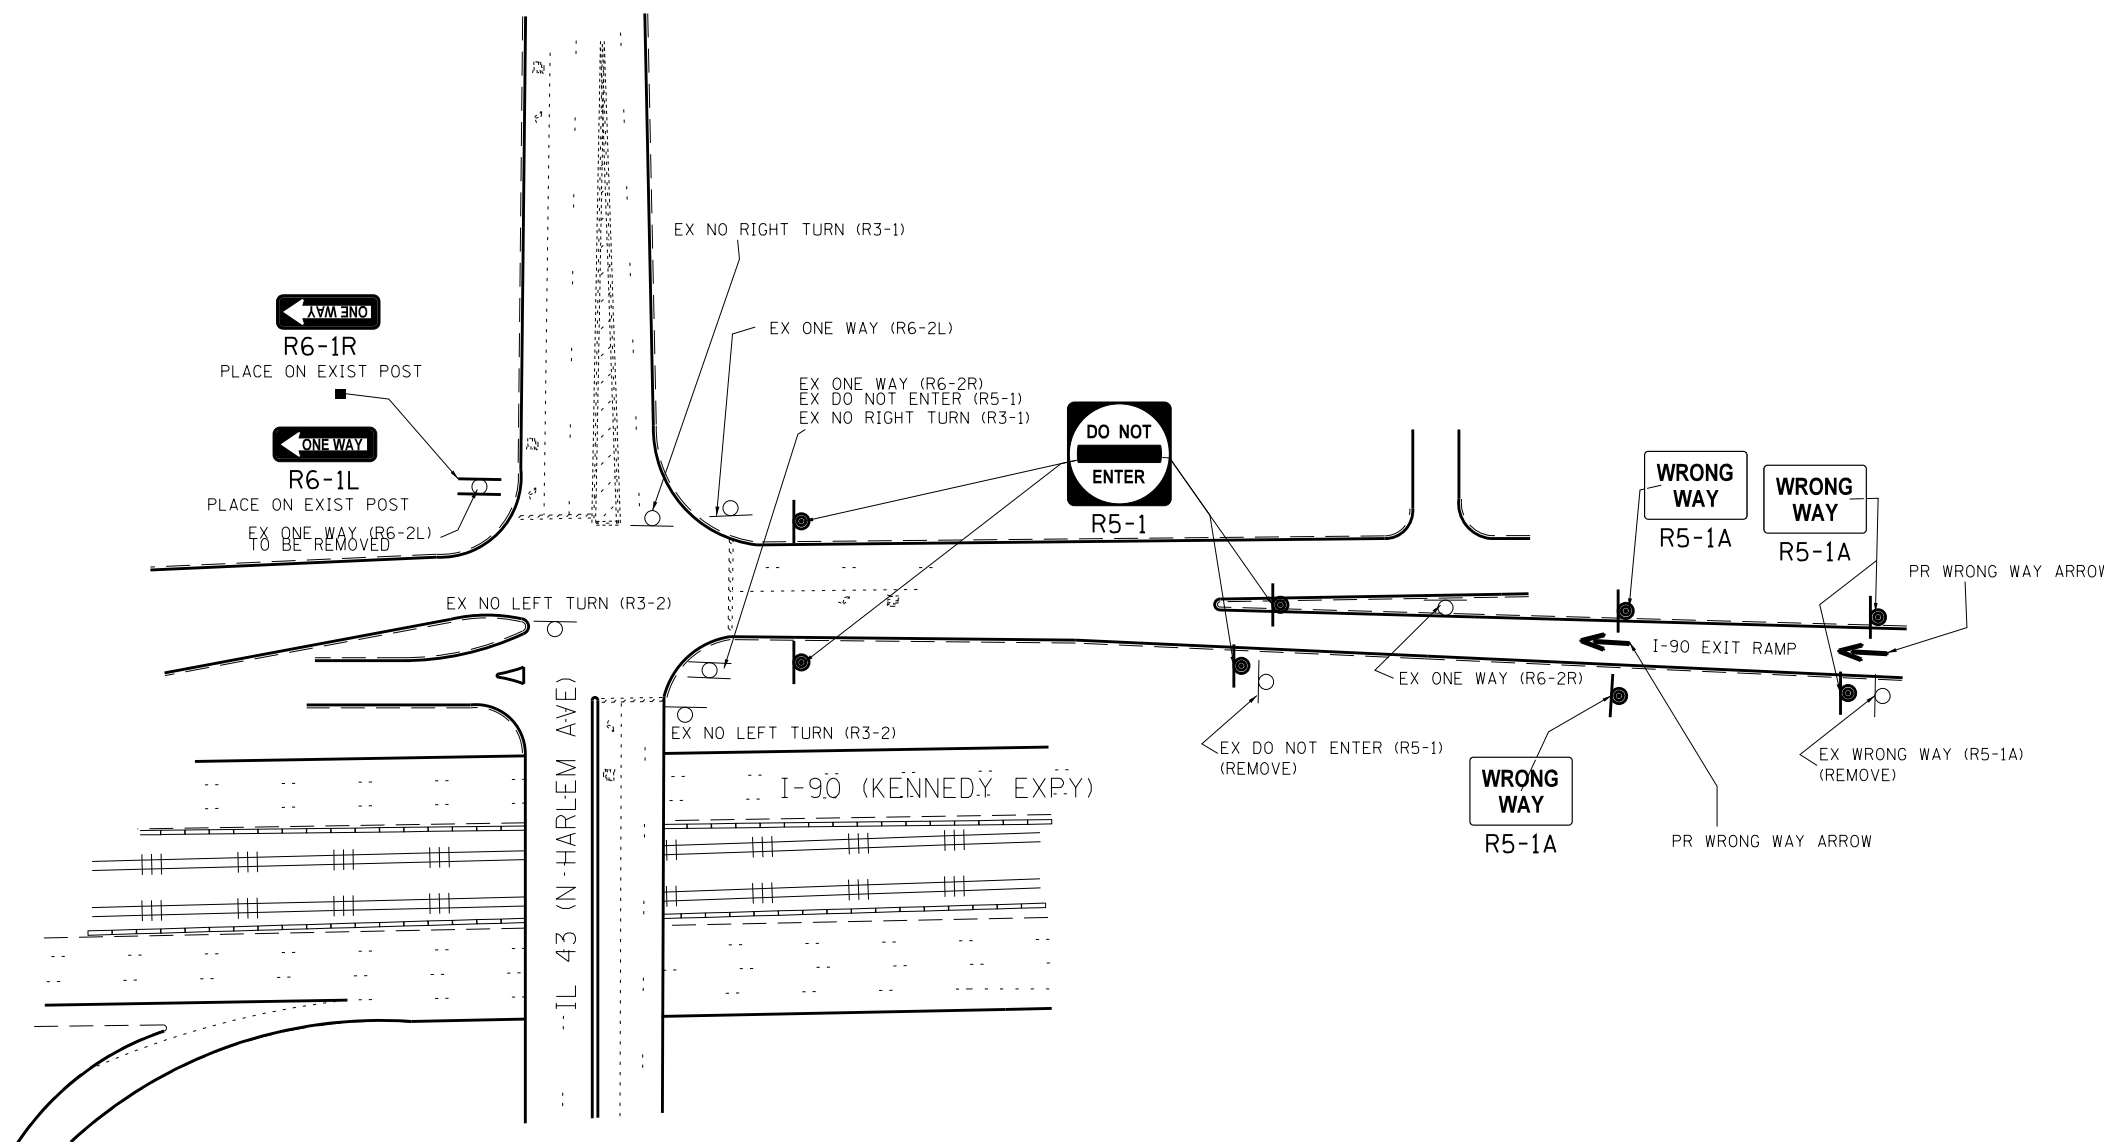 EX NO RIGHT TURN (R3-1)
ONE WAY
R6-1R
PLACE ON EXIST POST
EX ONE WAY (R6-2L)
EX ONE WAY (R6-2R)
EX DO NOT ENTER (R5-1)
EX NO RIGHT TURN (R3-1)
DO NOT
ENTER
R5-1
ONE WAY
R6-1L
PLACE ON EXIST POST
EX ONE WAY (R6-2L)
TO BE REMOVED
WRONG
WAY
R5-1A
WRONG
WAY
R5-1A
PR WRONG WAY ARROW
EX NO LEFT TURN (R3-2)
I-90 EXIT RAMP
EX ONE WAY (R6-2R)
EX NO LEFT TURN (R3-2)
EX DO NOT ENTER (R5-1)
(REMOVE)
EX WRONG WAY (R5-1A)
(REMOVE)
I-90 (KENNEDY EXPY)
WRONG
WAY
R5-1A
PR WRONG WAY ARROW
IL 43 (N HARLEM AVE)